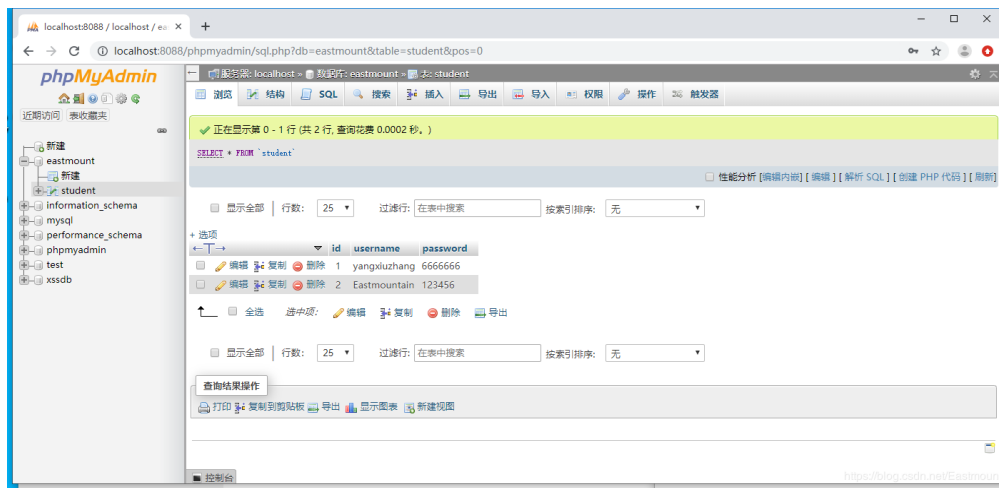 localhost:8088 / localhost / ea
localhost:8088/phpmyadmin/sql.php?db=eastmount&table=student&pos=0
phpMyAdmin
近期访问 表收藏夹
新建
eastmount
新建
student
information_schema
mysql
performance_schema
phpmyadmin
test
xssdb
服务器: localhost » 数据库: eastmount » 表: student
浏览 结构 SQL 搜索 插入 导出 导入 权限 操作 触发器
正在显示第 0 - 1 行 (共 2 行, 查询花费 0.0002 秒。)
SELECT * FROM `student`
性能分析 [编辑内嵌] [ 编辑 ] [ 解析 SQL ] [ 创建 PHP 代码 ] [ 刷新]
显示全部 行数: 25 过滤行: 在表中搜索 按索引排序: 无
+ 选项
←T→ id username password
编辑 复制 删除 1 yangxiuzhang 6666666
编辑 复制 删除 2 Eastmountain 123456
全选 选中项: 编辑 复制 删除 导出
显示全部 行数: 25 过滤行: 在表中搜索 按索引排序: 无
查询结果操作
打印 复制到剪贴板 导出 显示图表 新建视图
控制台
https://blog.csdn.net/Eastmoun